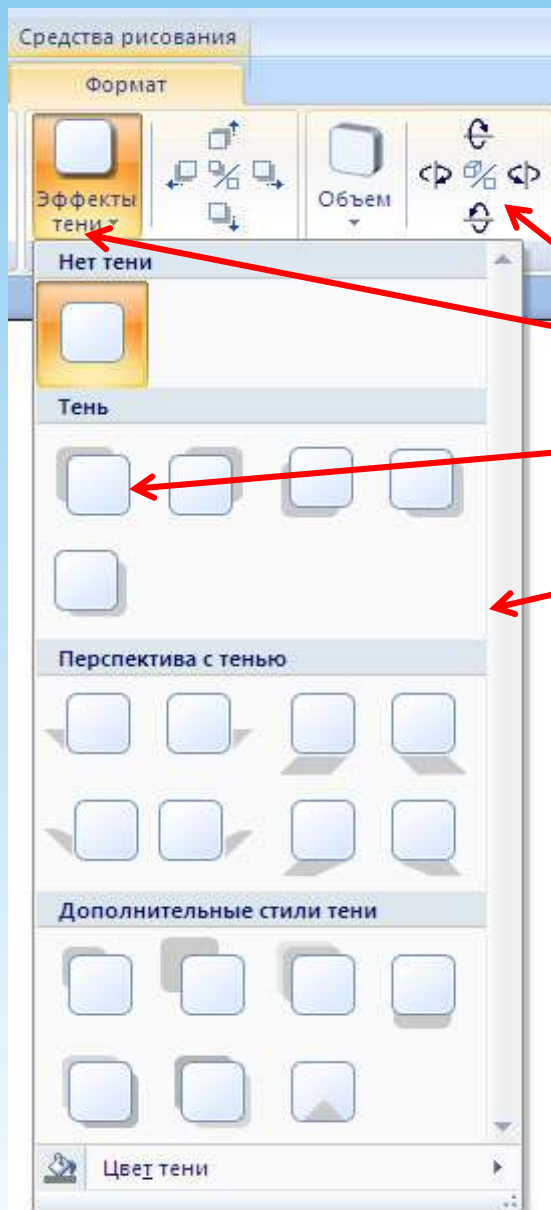 Средства рисования
Формат
Эффекты
тени
Объем
Нет тени
Тень
Перспектива с тенью
Дополнительные стили тени
Цвет тени